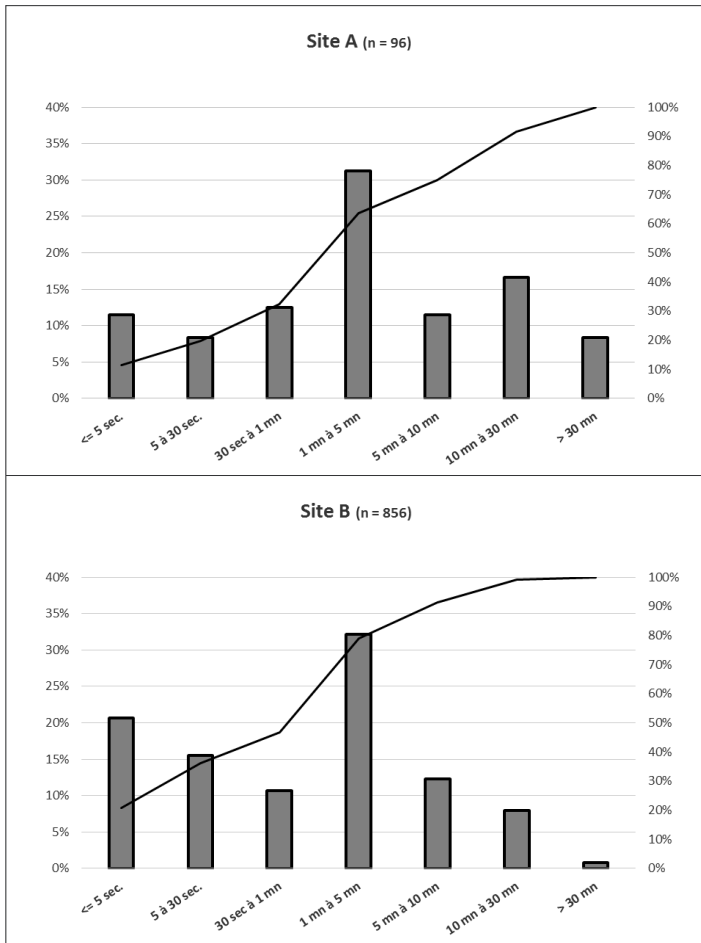 Site A (n = 96)
40% 100%
35% 90%
30% 80%
25% 70%
20% 60%
15% 50%
10% 40%
5% 30%
0% 20%
10%
0%
<= 5 sec.
5 à 30 sec.
30 sec à 1 mn
1 mn à 5 mn
5 mn à 10 mn
10 mn à 30 mn
> 30 mn
Site B (n = 856)
40% 100%
35% 90%
30% 80%
25% 70%
20% 60%
15% 50%
10% 40%
5% 30%
0% 20%
10%
0%
<= 5 sec.
5 à 30 sec.
30 sec à 1 mn
1 mn à 5 mn
5 mn à 10 mn
10 mn à 30 mn
> 30 mn